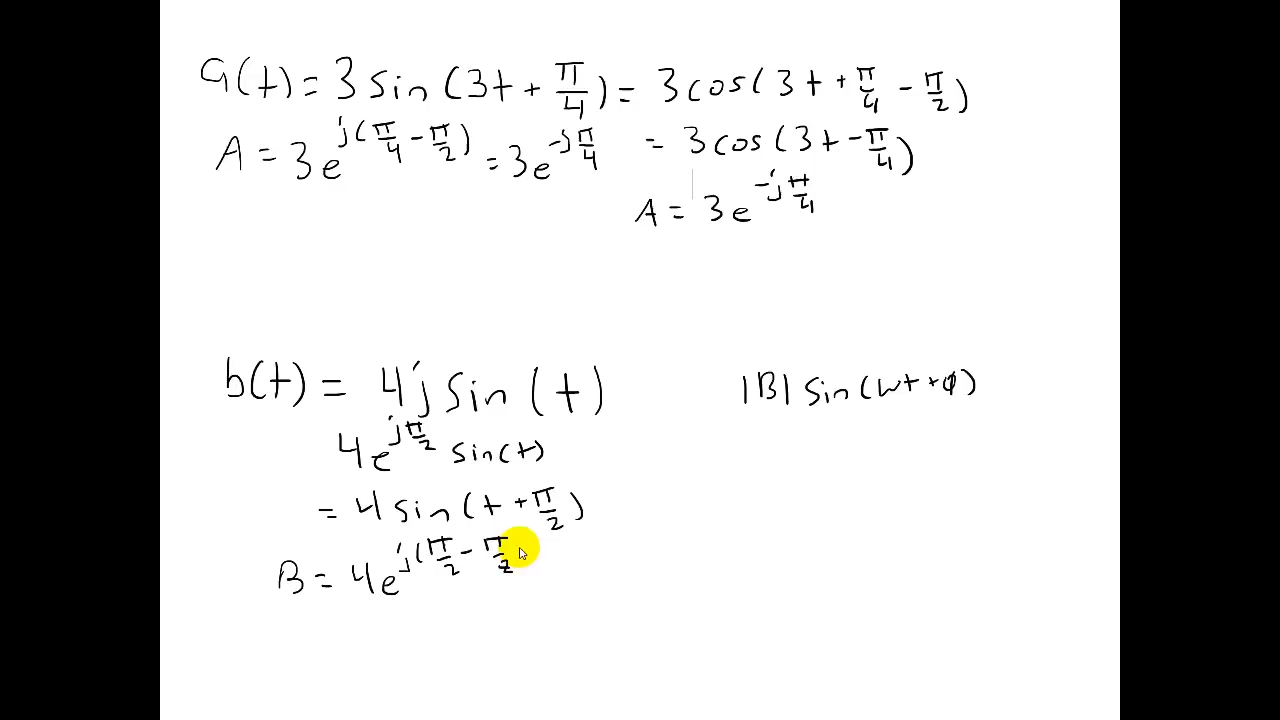 a(t) = 3 sin(3t + π/4) = 3cos(3t + π/4 - π/2)
A = 3e^{j(π/4 - π/2)} = 3e^{-jπ/4}
= 3cos(3t - π/4)
A = 3e^{-jπ/4}
b(t) = 4j sin(t)
|B| sin(wt + φ)
4e^{jπ/2} sin(t)
= 4 sin(t + π/2)
B = 4e^{j(π/2 - π/2